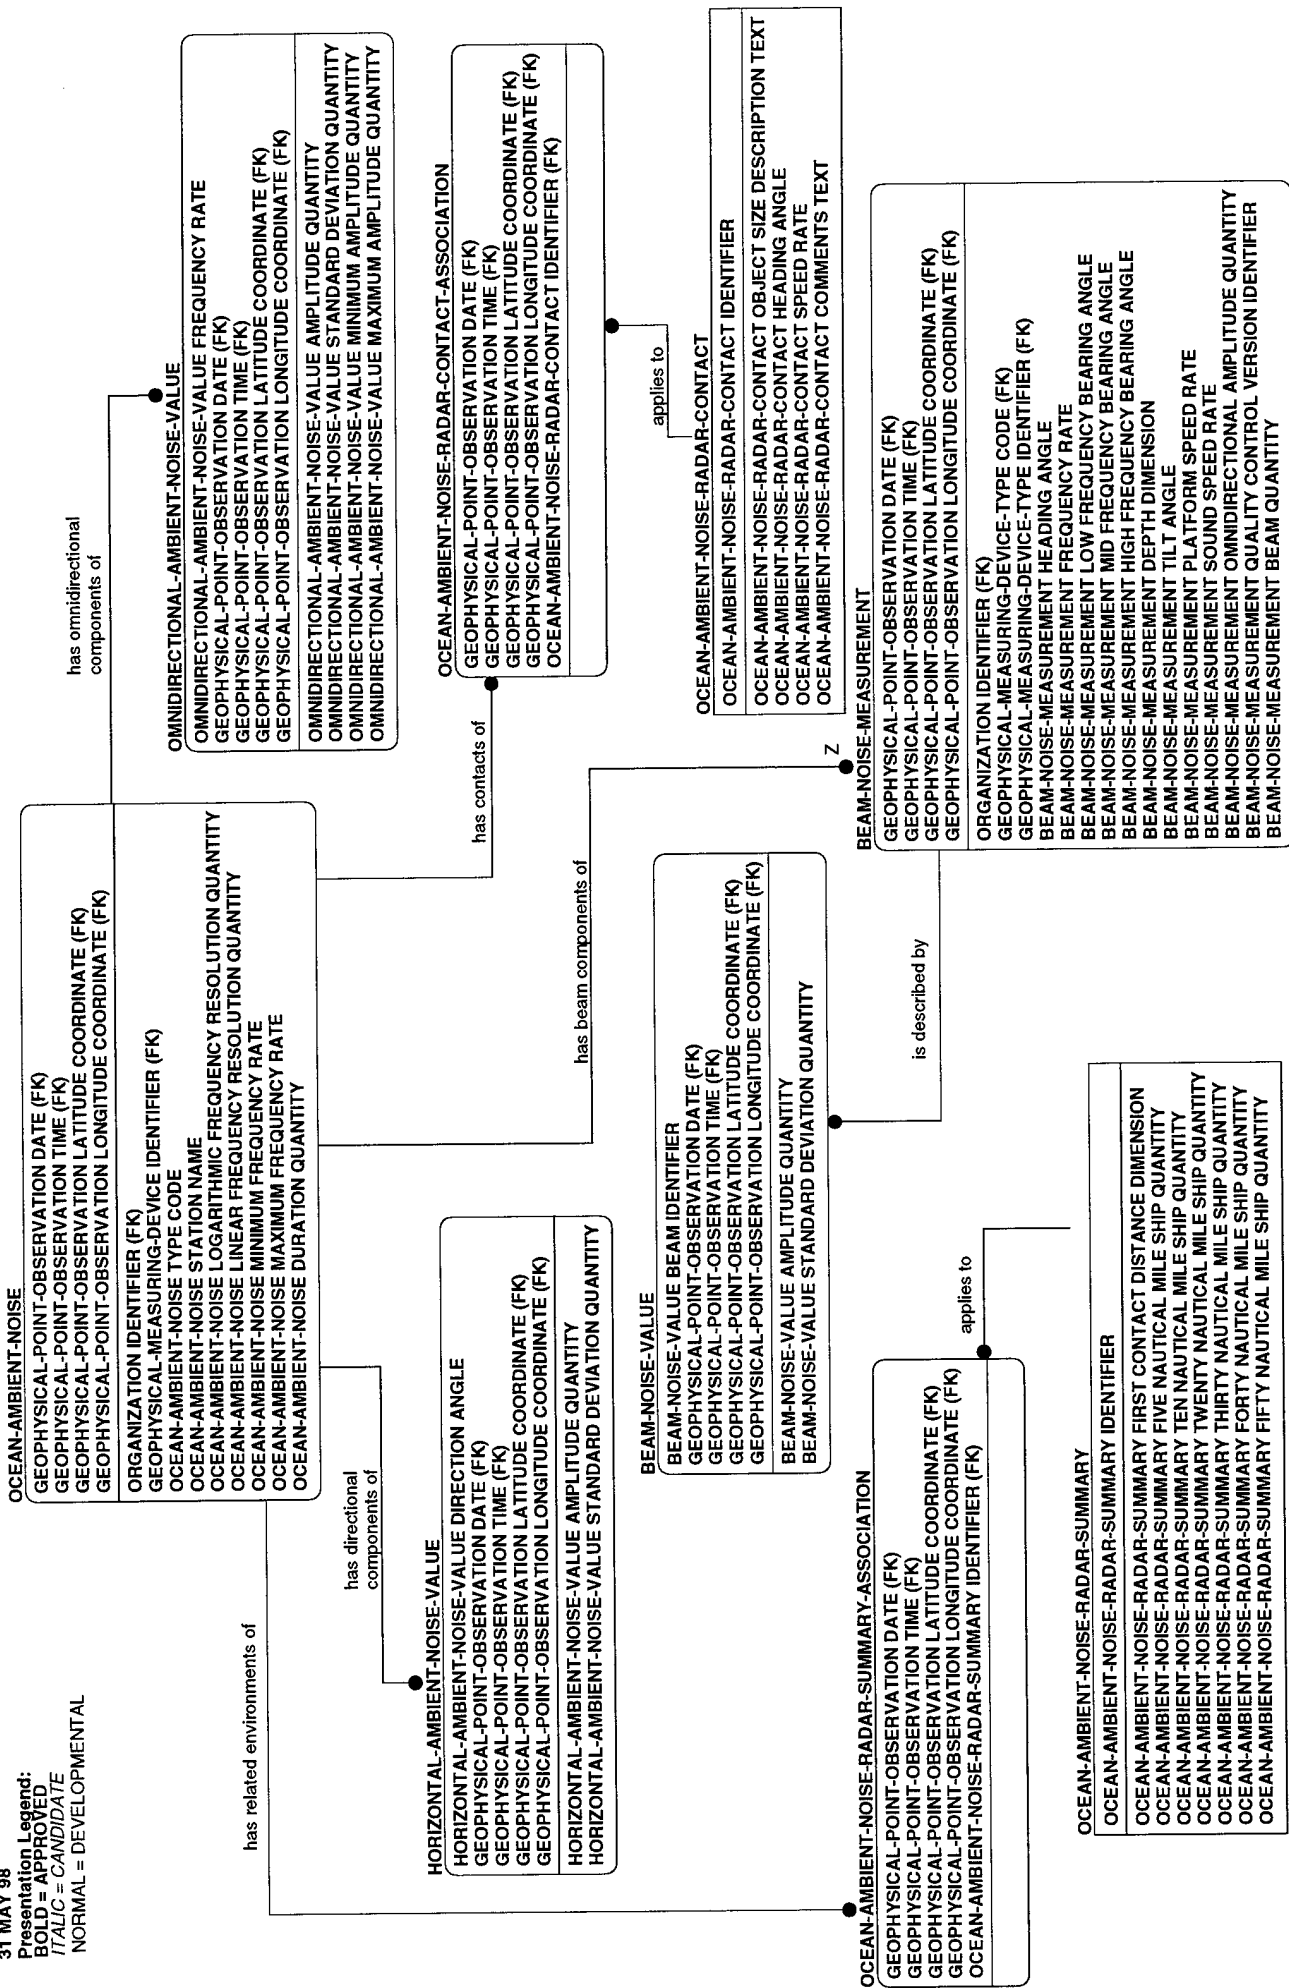 31 MAY 98
Presentation Legend:
BOLD = APPROVED
ITALIC = CANDIDATE
NORMAL = DEVELOPMENTAL
OCEAN-AMBIENT-NOISE
GEOPHYSICAL-POINT-OBSERVATION DATE (FK)
GEOPHYSICAL-POINT-OBSERVATION TIME (FK)
GEOPHYSICAL-POINT-OBSERVATION LATITUDE COORDINATE (FK)
GEOPHYSICAL-POINT-OBSERVATION LONGITUDE COORDINATE (FK)
ORGANIZATION IDENTIFIER (FK)
GEOPHYSICAL-MEASURING-DEVICE IDENTIFIER (FK)
OCEAN-AMBIENT-NOISE TYPE CODE
OCEAN-AMBIENT-NOISE STATION NAME
OCEAN-AMBIENT-NOISE LOGARITHMIC FREQUENCY RESOLUTION QUANTITY
OCEAN-AMBIENT-NOISE LINEAR FREQUENCY RESOLUTION QUANTITY
OCEAN-AMBIENT-NOISE MINIMUM FREQUENCY RATE
OCEAN-AMBIENT-NOISE MAXIMUM FREQUENCY RATE
OCEAN-AMBIENT-NOISE DURATION QUANTITY
has omnidirectional
components of
OMNIDIRECTIONAL-AMBIENT-NOISE-VALUE
OMNIDIRECTIONAL-AMBIENT-NOISE-VALUE FREQUENCY RATE
GEOPHYSICAL-POINT-OBSERVATION DATE (FK)
GEOPHYSICAL-POINT-OBSERVATION TIME (FK)
GEOPHYSICAL-POINT-OBSERVATION LATITUDE COORDINATE (FK)
GEOPHYSICAL-POINT-OBSERVATION LONGITUDE COORDINATE (FK)
OMNIDIRECTIONAL-AMBIENT-NOISE-VALUE AMPLITUDE QUANTITY
OMNIDIRECTIONAL-AMBIENT-NOISE-VALUE STANDARD DEVIATION QUANTITY
OMNIDIRECTIONAL-AMBIENT-NOISE-VALUE MINIMUM AMPLITUDE QUANTITY
OMNIDIRECTIONAL-AMBIENT-NOISE-VALUE MAXIMUM AMPLITUDE QUANTITY
has related environments of
has directional
components of
HORIZONTAL-AMBIENT-NOISE-VALUE
HORIZONTAL-AMBIENT-NOISE-VALUE DIRECTION ANGLE
GEOPHYSICAL-POINT-OBSERVATION DATE (FK)
GEOPHYSICAL-POINT-OBSERVATION TIME (FK)
GEOPHYSICAL-POINT-OBSERVATION LATITUDE COORDINATE (FK)
GEOPHYSICAL-POINT-OBSERVATION LONGITUDE COORDINATE (FK)
HORIZONTAL-AMBIENT-NOISE-VALUE AMPLITUDE QUANTITY
HORIZONTAL-AMBIENT-NOISE-VALUE STANDARD DEVIATION QUANTITY
has contacts of
OCEAN-AMBIENT-NOISE-RADAR-CONTACT-ASSOCIATION
GEOPHYSICAL-POINT-OBSERVATION DATE (FK)
GEOPHYSICAL-POINT-OBSERVATION TIME (FK)
GEOPHYSICAL-POINT-OBSERVATION LATITUDE COORDINATE (FK)
GEOPHYSICAL-POINT-OBSERVATION LONGITUDE COORDINATE (FK)
OCEAN-AMBIENT-NOISE-RADAR-CONTACT IDENTIFIER (FK)
applies to
OCEAN-AMBIENT-NOISE-RADAR-CONTACT
OCEAN-AMBIENT-NOISE-RADAR-CONTACT IDENTIFIER
OCEAN-AMBIENT-NOISE-RADAR-CONTACT OBJECT SIZE DESCRIPTION TEXT
OCEAN-AMBIENT-NOISE-RADAR-CONTACT HEADING ANGLE
OCEAN-AMBIENT-NOISE-RADAR-CONTACT SPEED RATE
OCEAN-AMBIENT-NOISE-RADAR-CONTACT COMMENTS TEXT
has beam components of
Z
BEAM-NOISE-VALUE
BEAM-NOISE-VALUE BEAM IDENTIFIER
GEOPHYSICAL-POINT-OBSERVATION DATE (FK)
GEOPHYSICAL-POINT-OBSERVATION TIME (FK)
GEOPHYSICAL-POINT-OBSERVATION LATITUDE COORDINATE (FK)
GEOPHYSICAL-POINT-OBSERVATION LONGITUDE COORDINATE (FK)
BEAM-NOISE-VALUE AMPLITUDE QUANTITY
BEAM-NOISE-VALUE STANDARD DEVIATION QUANTITY
is described by
BEAM-NOISE-MEASUREMENT
GEOPHYSICAL-POINT-OBSERVATION DATE (FK)
GEOPHYSICAL-POINT-OBSERVATION TIME (FK)
GEOPHYSICAL-POINT-OBSERVATION LATITUDE COORDINATE (FK)
GEOPHYSICAL-POINT-OBSERVATION LONGITUDE COORDINATE (FK)
ORGANIZATION IDENTIFIER (FK)
GEOPHYSICAL-MEASURING-DEVICE-TYPE CODE (FK)
GEOPHYSICAL-MEASURING-DEVICE-TYPE IDENTIFIER (FK)
BEAM-NOISE-MEASUREMENT HEADING ANGLE
BEAM-NOISE-MEASUREMENT FREQUENCY RATE
BEAM-NOISE-MEASUREMENT LOW FREQUENCY BEARING ANGLE
BEAM-NOISE-MEASUREMENT MID FREQUENCY BEARING ANGLE
BEAM-NOISE-MEASUREMENT HIGH FREQUENCY BEARING ANGLE
BEAM-NOISE-MEASUREMENT DEPTH DIMENSION
BEAM-NOISE-MEASUREMENT TILT ANGLE
BEAM-NOISE-MEASUREMENT PLATFORM SPEED RATE
BEAM-NOISE-MEASUREMENT SOUND SPEED RATE
BEAM-NOISE-MEASUREMENT OMNIDIRECTIONAL AMPLITUDE QUANTITY
BEAM-NOISE-MEASUREMENT QUALITY CONTROL VERSION IDENTIFIER
BEAM-NOISE-MEASUREMENT BEAM QUANTITY
OCEAN-AMBIENT-NOISE-RADAR-SUMMARY-ASSOCIATION
GEOPHYSICAL-POINT-OBSERVATION DATE (FK)
GEOPHYSICAL-POINT-OBSERVATION TIME (FK)
GEOPHYSICAL-POINT-OBSERVATION LATITUDE COORDINATE (FK)
GEOPHYSICAL-POINT-OBSERVATION LONGITUDE COORDINATE (FK)
OCEAN-AMBIENT-NOISE-RADAR-SUMMARY IDENTIFIER (FK)
applies to
OCEAN-AMBIENT-NOISE-RADAR-SUMMARY
OCEAN-AMBIENT-NOISE-RADAR-SUMMARY IDENTIFIER
OCEAN-AMBIENT-NOISE-RADAR-SUMMARY FIRST CONTACT DISTANCE DIMENSION
OCEAN-AMBIENT-NOISE-RADAR-SUMMARY FIVE NAUTICAL MILE SHIP QUANTITY
OCEAN-AMBIENT-NOISE-RADAR-SUMMARY TEN NAUTICAL MILE SHIP QUANTITY
OCEAN-AMBIENT-NOISE-RADAR-SUMMARY TWENTY NAUTICAL MILE SHIP QUANTITY
OCEAN-AMBIENT-NOISE-RADAR-SUMMARY THIRTY NAUTICAL MILE SHIP QUANTITY
OCEAN-AMBIENT-NOISE-RADAR-SUMMARY FORTY NAUTICAL MILE SHIP QUANTITY
OCEAN-AMBIENT-NOISE-RADAR-SUMMARY FIFTY NAUTICAL MILE SHIP QUANTITY